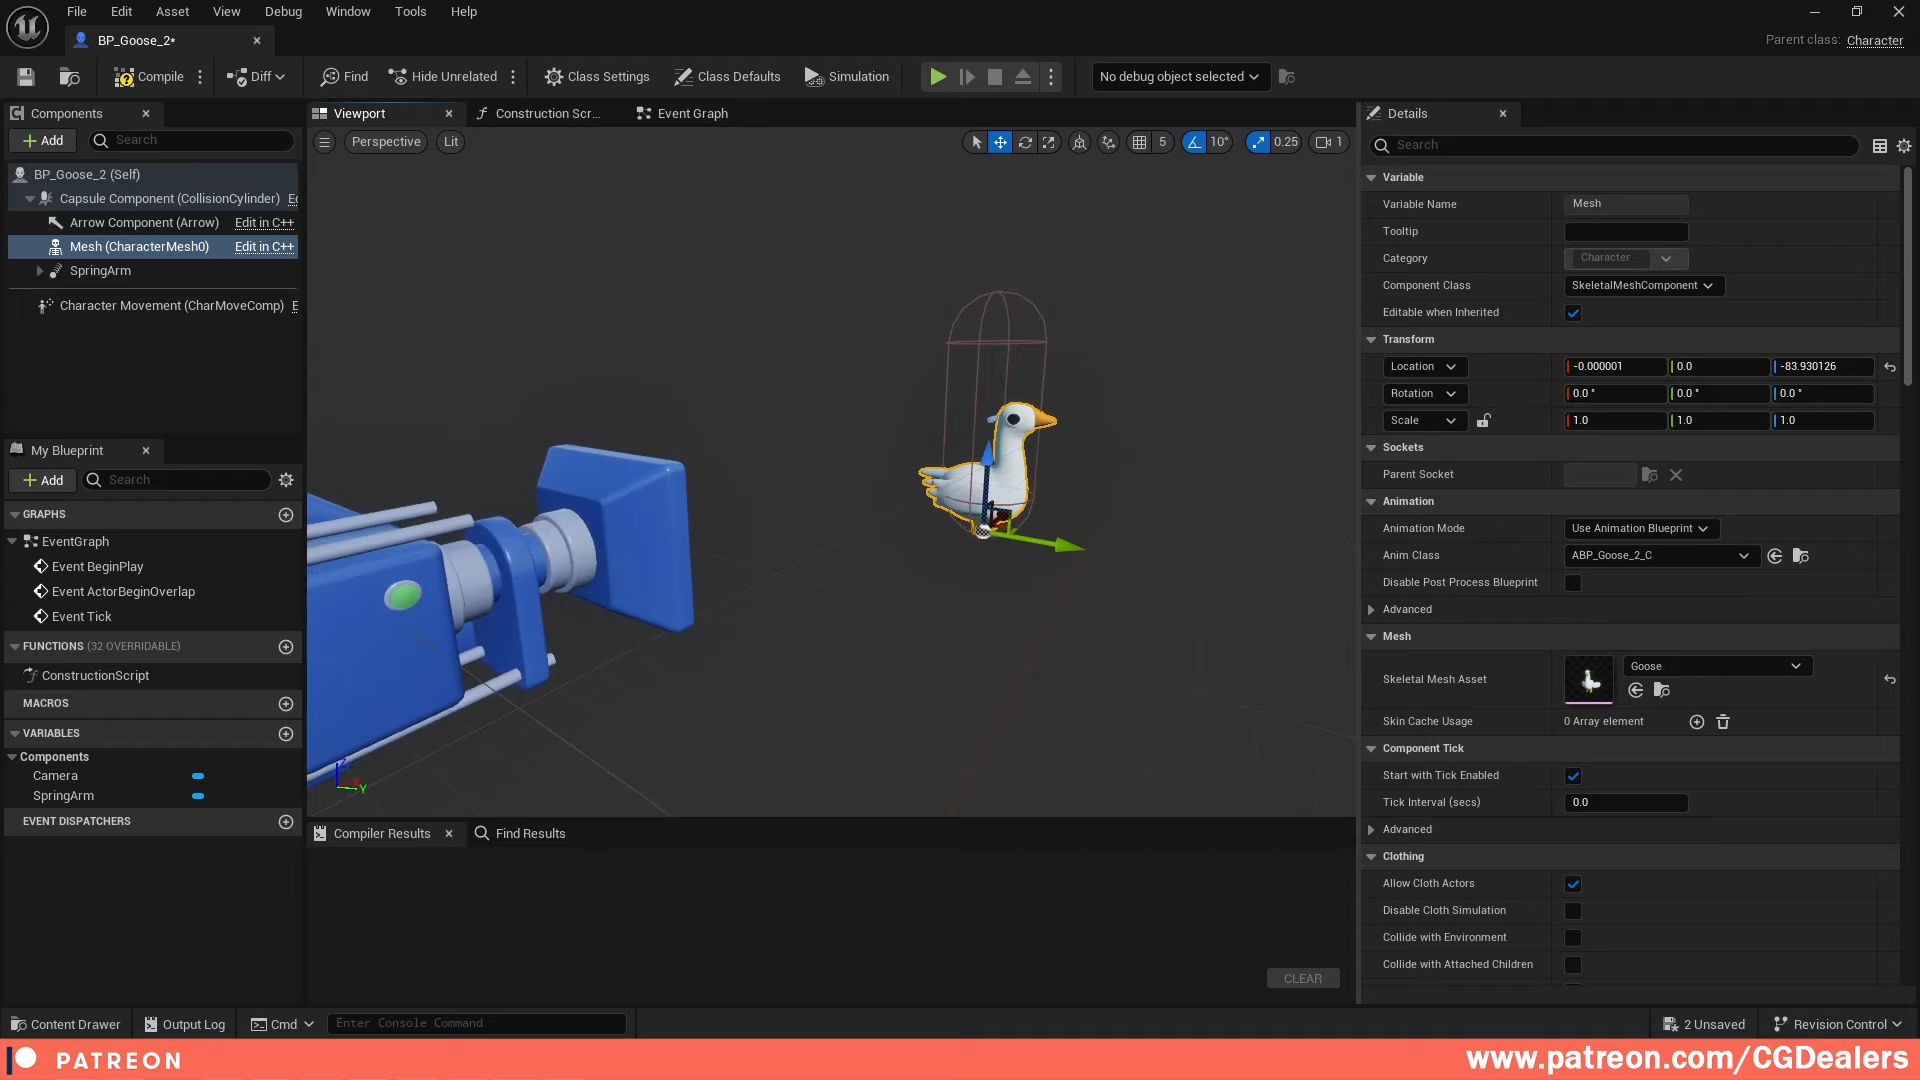 File Edit Asset View Debug Window Tools Help
BP_Goose_2*
Parent class: Character
Compile Diff Find Hide Unrelated Class Settings Class Defaults Simulation No debug object selected
Components
Add Search
BP_Goose_2 (Self)
Capsule Component (CollisionCylinder) Ec
Arrow Component (Arrow) Edit in C++
Mesh (CharacterMesh0) Edit in C++
SpringArm
Character Movement (CharMoveComp) E
My Blueprint
Add Search
GRAPHS
EventGraph
Event BeginPlay
Event ActorBeginOverlap
Event Tick
FUNCTIONS (32 OVERRIDABLE)
ConstructionScript
MACROS
VARIABLES
Components
Camera
SpringArm
EVENT DISPATCHERS
Viewport Construction Scr... Event Graph
Perspective Lit 5 10° 0.25 1
Y
Compiler Results Find Results
CLEAR
Details
Search
Variable
Variable Name Mesh
Tooltip
Category Character
Component Class SkeletalMeshComponent
Editable when Inherited
Transform
Location -0.000001 0.0 -83.930126
Rotation 0.0 ° 0.0 ° 0.0 °
Scale 1.0 1.0 1.0
Sockets
Parent Socket
Animation
Animation Mode Use Animation Blueprint
Anim Class ABP_Goose_2_C
Disable Post Process Blueprint
Advanced
Mesh
Skeletal Mesh Asset Goose
Skin Cache Usage 0 Array element
Component Tick
Start with Tick Enabled
Tick Interval (secs) 0.0
Advanced
Clothing
Allow Cloth Actors
Disable Cloth Simulation
Collide with Environment
Collide with Attached Children
Content Drawer Output Log Cmd Enter Console Command 2 Unsaved Revision Control
PATREON www.patreon.com/CGDealers